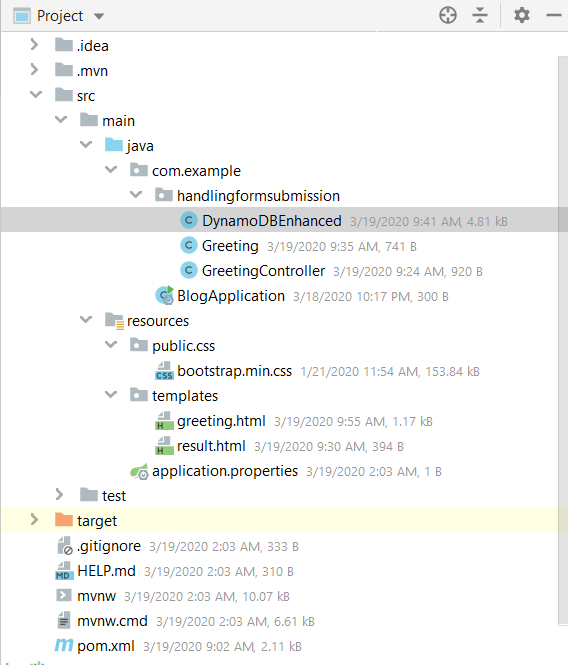 Project
.idea
.mvn
src
main
java
com.example
handlingformsubmission
DynamoDBEnhanced 3/19/2020 9:41 AM, 4.81 kB
C Greeting 3/19/2020 9:35 AM, 741 B
C GreetingController 3/19/2020 9:24 AM, 920 B
BlogApplication 3/18/2020 10:17 PM, 300 B
resources
public.css
CSS bootstrap.min.css 1/21/2020 11:54 AM, 153.84 kB
templates
H greeting.html 3/19/2020 9:55 AM, 1.17 kB
H result.html 3/19/2020 9:30 AM, 394 B
application.properties 3/19/2020 2:03 AM, 1 B
test
target
.gitignore 3/19/2020 2:03 AM, 333 B
MD HELP.md 3/19/2020 2:03 AM, 310 B
mvnw 3/19/2020 2:03 AM, 10.07 kB
mvnw.cmd 3/19/2020 2:03 AM, 6.61 kB
m pom.xml 3/19/2020 9:02 AM, 2.11 kB